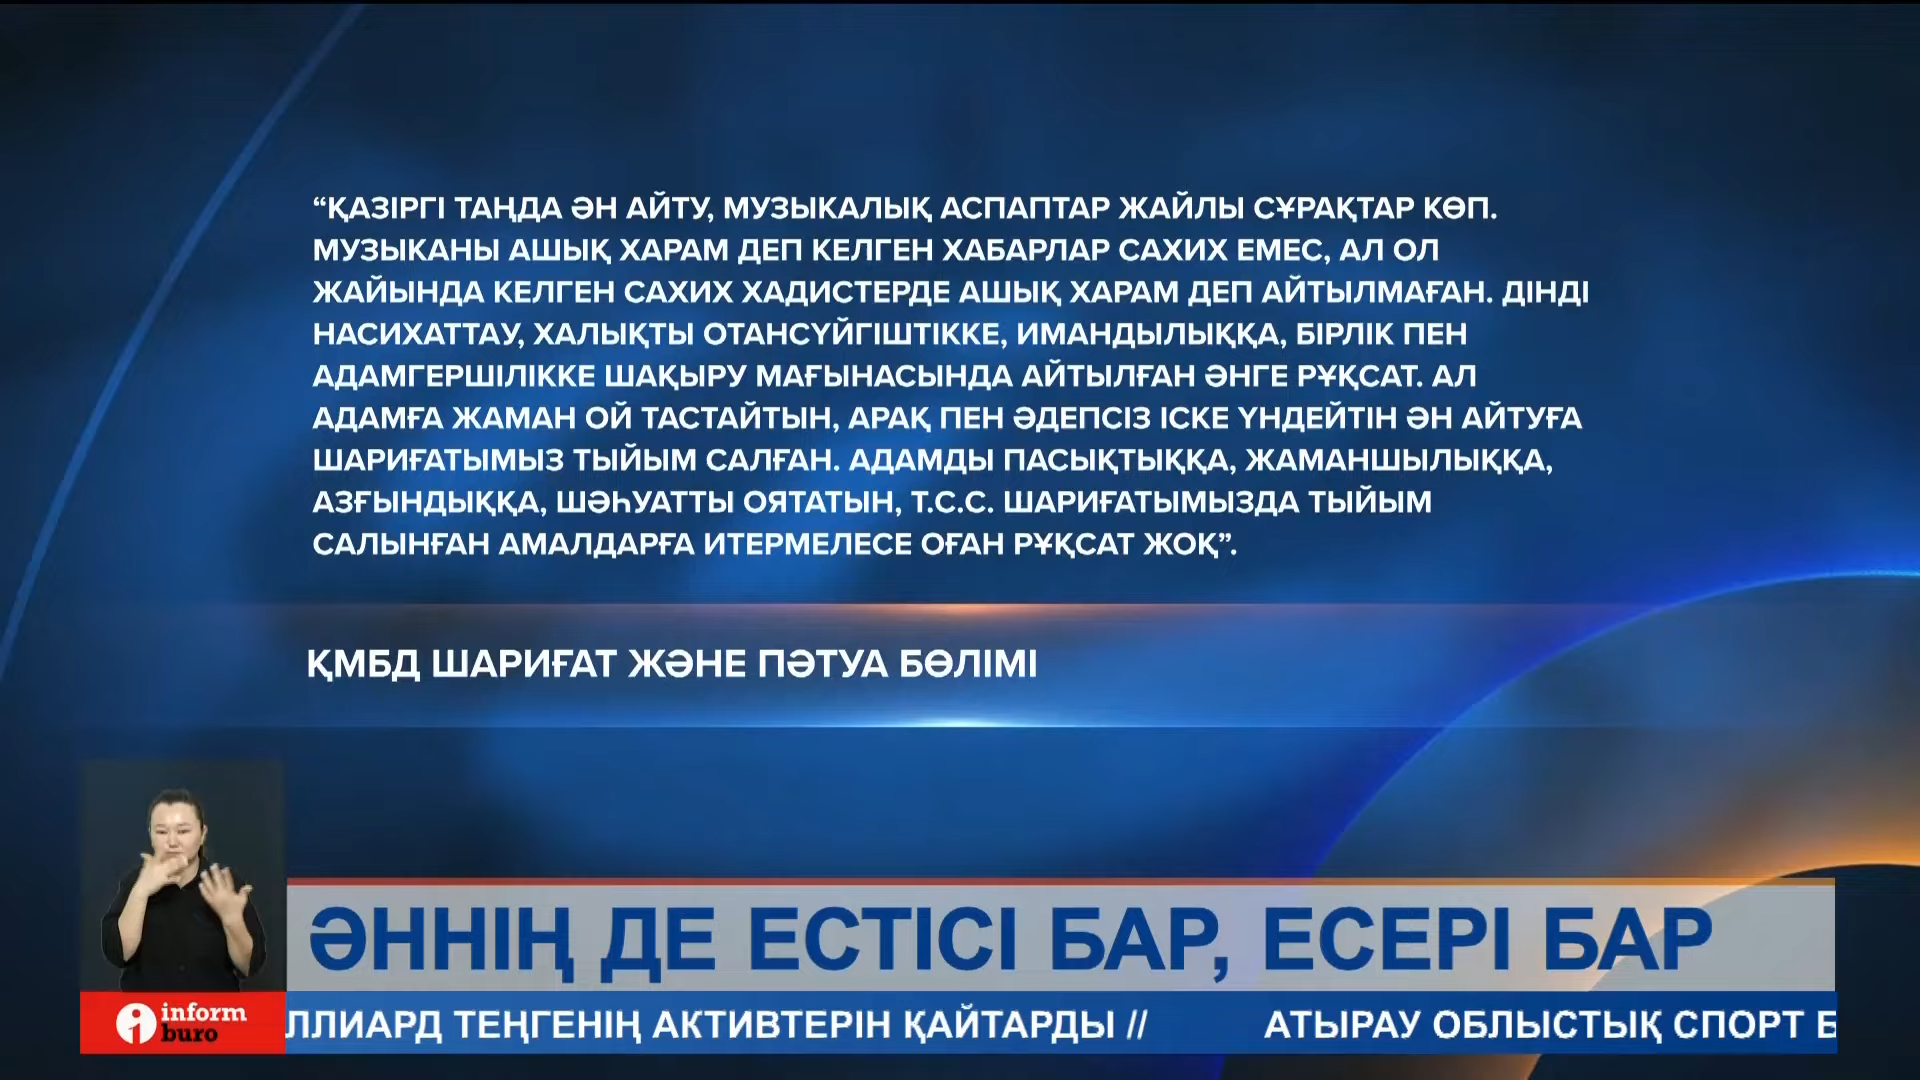 “ҚАЗІРГІ ТАҢДА ӘН АЙТУ, МУЗЫКАЛЫҚ АСПАПТАР ЖАЙЛЫ СҰРАҚТАР КӨП.
МУЗЫКАНЫ АШЫҚ ХАРАМ ДЕП КЕЛГЕН ХАБАРЛАР САХИХ ЕМЕС, АЛ ОЛ
ЖАЙЫНДА КЕЛГЕН САХИХ ХАДИСТЕРДЕ АШЫҚ ХАРАМ ДЕП АЙТЫЛМАҒАН. ДІНДІ
НАСИХАТТАУ, ХАЛЫҚТЫ ОТАНСҮЙГІШТІККЕ, ИМАНДЫЛЫҚҚА, БІРЛІК ПЕН
АДАМГЕРШІЛІККЕ ШАҚЫРУ МАҒЫНАСЫНДА АЙТЫЛҒАН ӘНГЕ РҰҚСАТ. АЛ
АДАМҒА ЖАМАН ОЙ ТАСТАЙТЫН, АРАҚ ПЕН ӘДЕПСІЗ ІСКЕ ҮНДЕЙТІН ӘН АЙТУҒА
ШАРИҒАТЫМЫЗ ТЫЙЫМ САЛҒАН. АДАМДЫ ПАСЫҚТЫҚҚА, ЖАМАНШЫЛЫҚҚА,
АЗҒЫНДЫҚҚА, ШӘҺУАТТЫ ОЯТАТЫН, Т.С.С. ШАРИҒАТЫМЫЗДА ТЫЙЫМ
САЛЫНҒАН АМАЛДАРҒА ИТЕРМЕЛЕСЕ ОҒАН РҰҚСАТ ЖОҚ”.
ҚМБД ШАРИҒАТ ЖӘНЕ ПӘТУА БӨЛІМІ
ӘННІҢ ДЕ ЕСТІСІ БАР, ЕСЕРІ БАР
inform
buro
ЛЛИАРД ТЕҢГЕНІҢ АКТИВТЕРІН ҚАЙТАРДЫ // АТЫРАУ ОБЛЫСТЫҚ СПОРТ Б